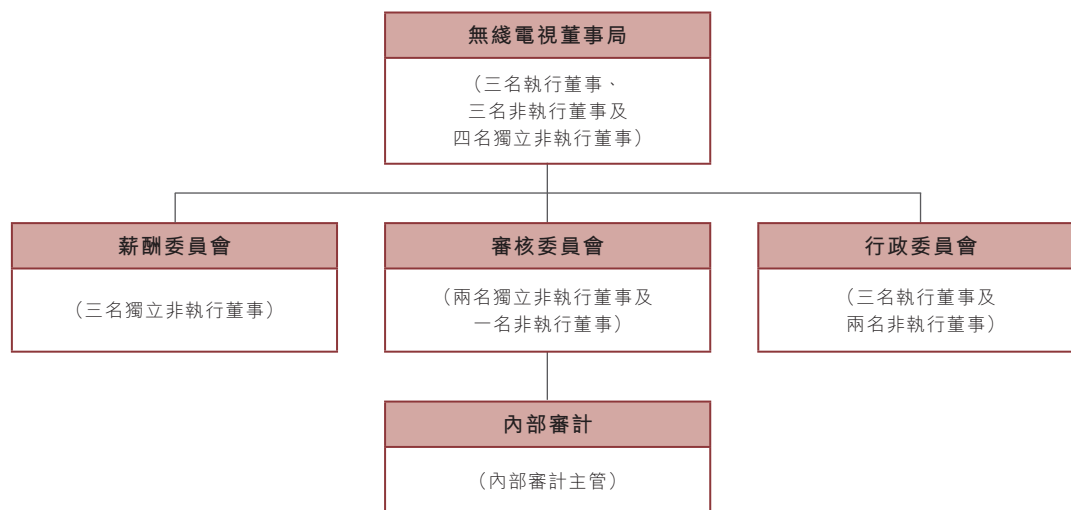 無綫電視董事局
（三名執行董事、
三名非執行董事及
四名獨立非執行董事）
薪酬委員會
（三名獨立非執行董事）
審核委員會
（兩名獨立非執行董事及
一名非執行董事）
行政委員會
（三名執行董事及
兩名非執行董事）
內部審計
（內部審計主管）